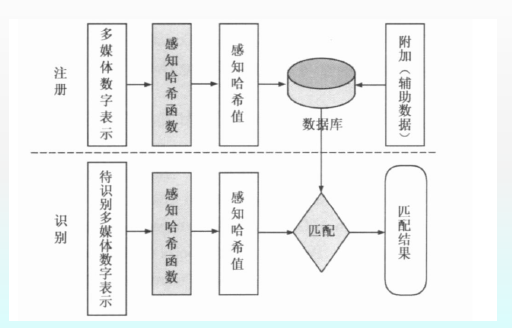 注册
多媒体数字表示
感知哈希函数
感知哈希值
数据库
附加（辅助数据）
识别
待识别多媒体数字表示
感知哈希函数
感知哈希值
匹配
匹配结果